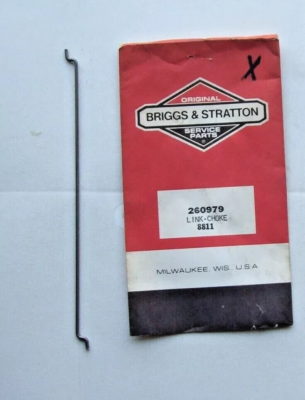 X
ORIGINAL
BRIGGS & STRATTON
SERVICE
PARTS
®
260979
LINK-CHOKE
8811
MILWAUKEE, WIS. U.S.A.